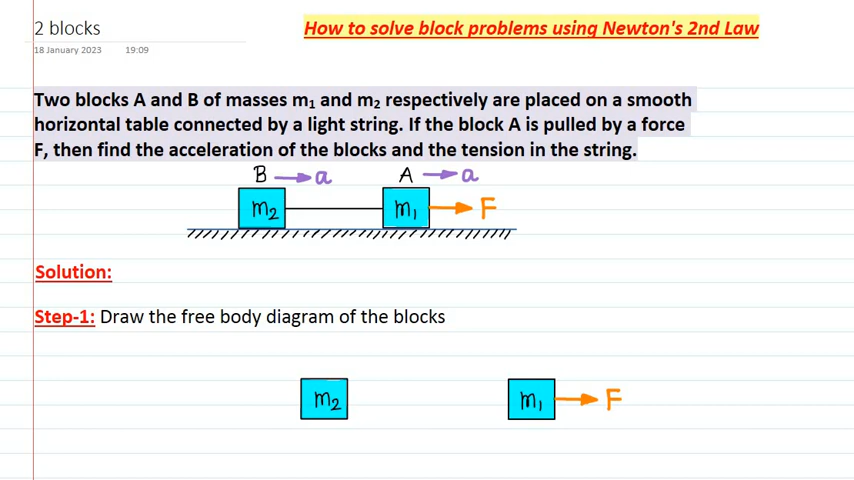 2 blocks
How to solve block problems using Newton's 2nd Law
18 January 2023 19:09
Two blocks A and B of masses m₁ and m₂ respectively are placed on a smooth
horizontal table connected by a light string. If the block A is pulled by a force
F, then find the acceleration of the blocks and the tension in the string.
B a A a
m₂ m₁ F
Solution:
Step-1: Draw the free body diagram of the blocks
m₂ m₁ F